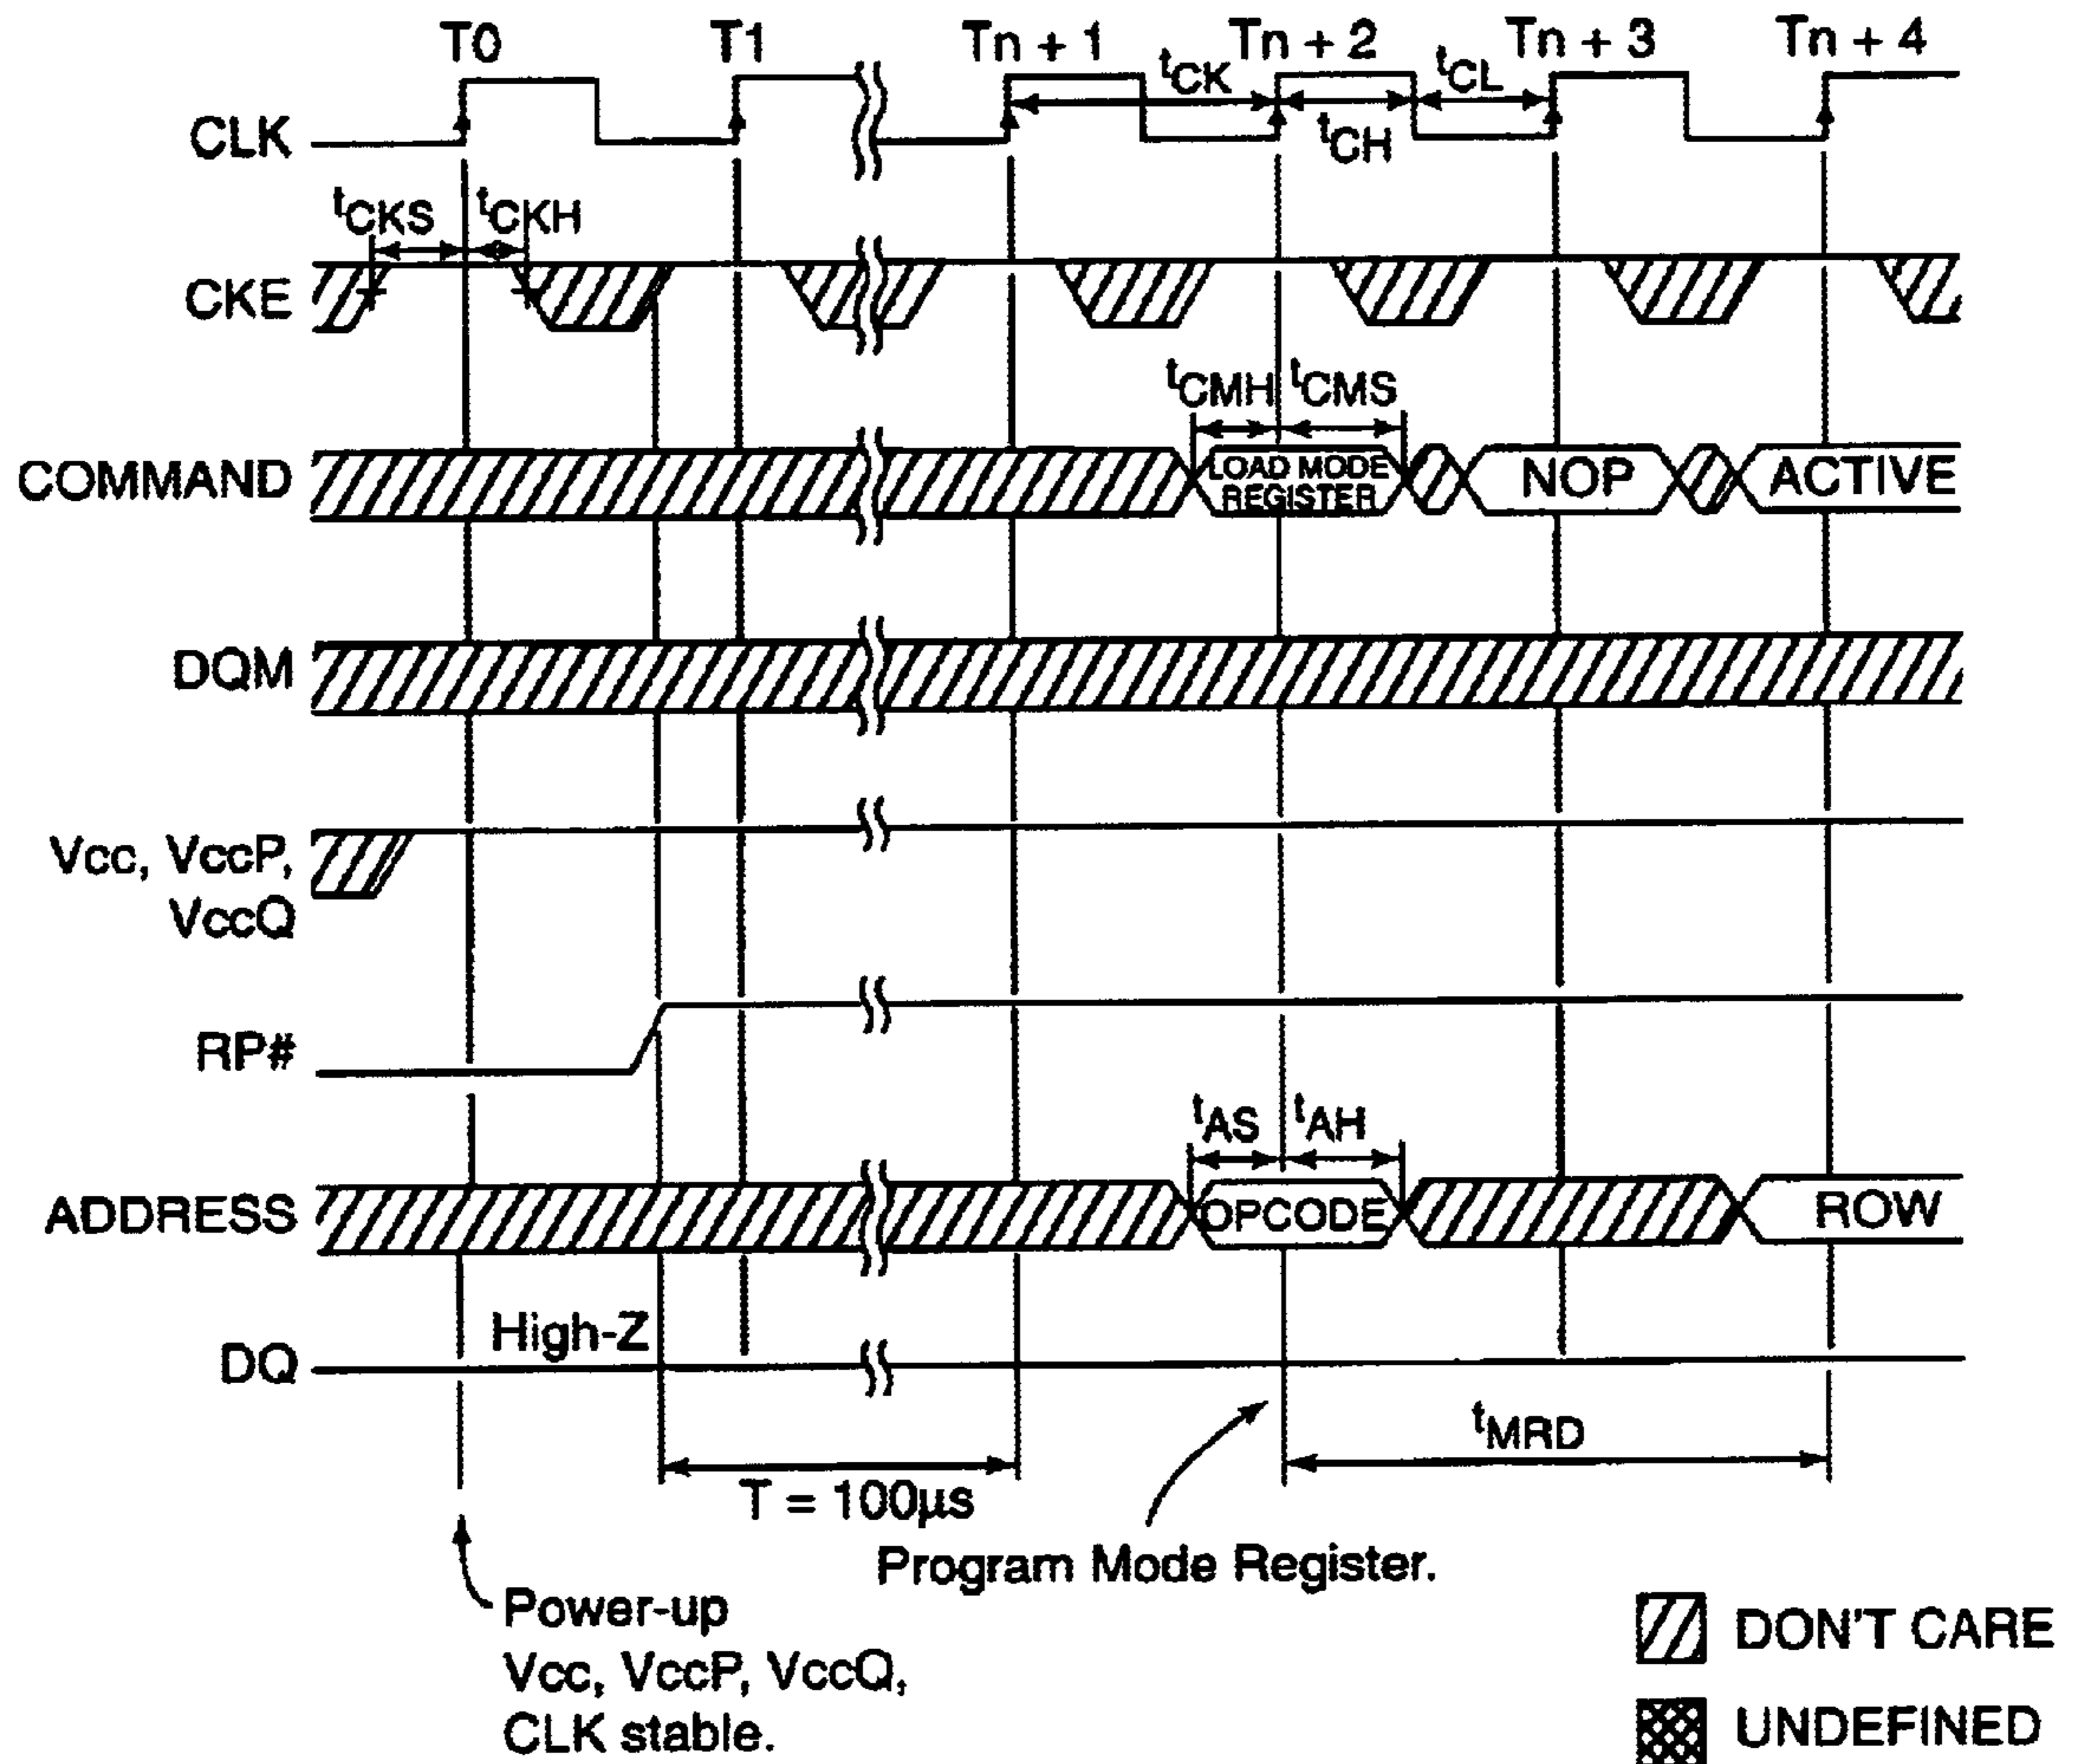 T0 T1 Tn + 1 Tn + 2 Tn + 3 Tn + 4
tCK tCL
CLK
tCH
tCKS tCKH
CKE
tCMH tCMS
COMMAND LOAD MODE REGISTER NOP ACTIVE
DQM
Vcc, VccP,
VccQ
RP#
tAS tAH
ADDRESS OPCODE ROW
High-Z
DQ
tMRD
T = 100µs
Program Mode Register.
Power-up
Vcc, VccP, VccQ,
CLK stable.
DON'T CARE
UNDEFINED